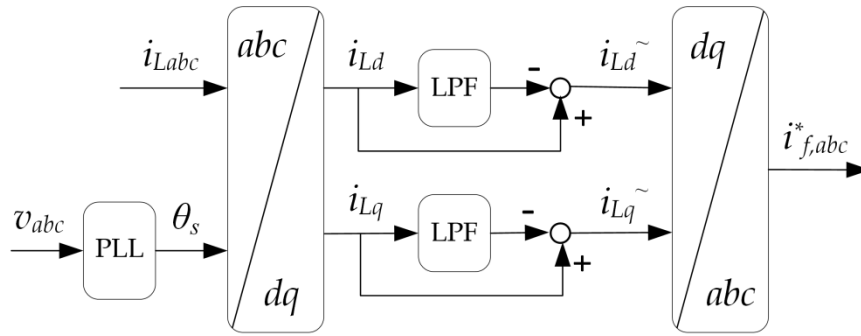 i_Labc
abc
i_Ld
LPF
-
+
i_Ld~
dq
i*_f,abc
v_abc
PLL
θ_s
dq
i_Lq
LPF
-
+
i_Lq~
abc